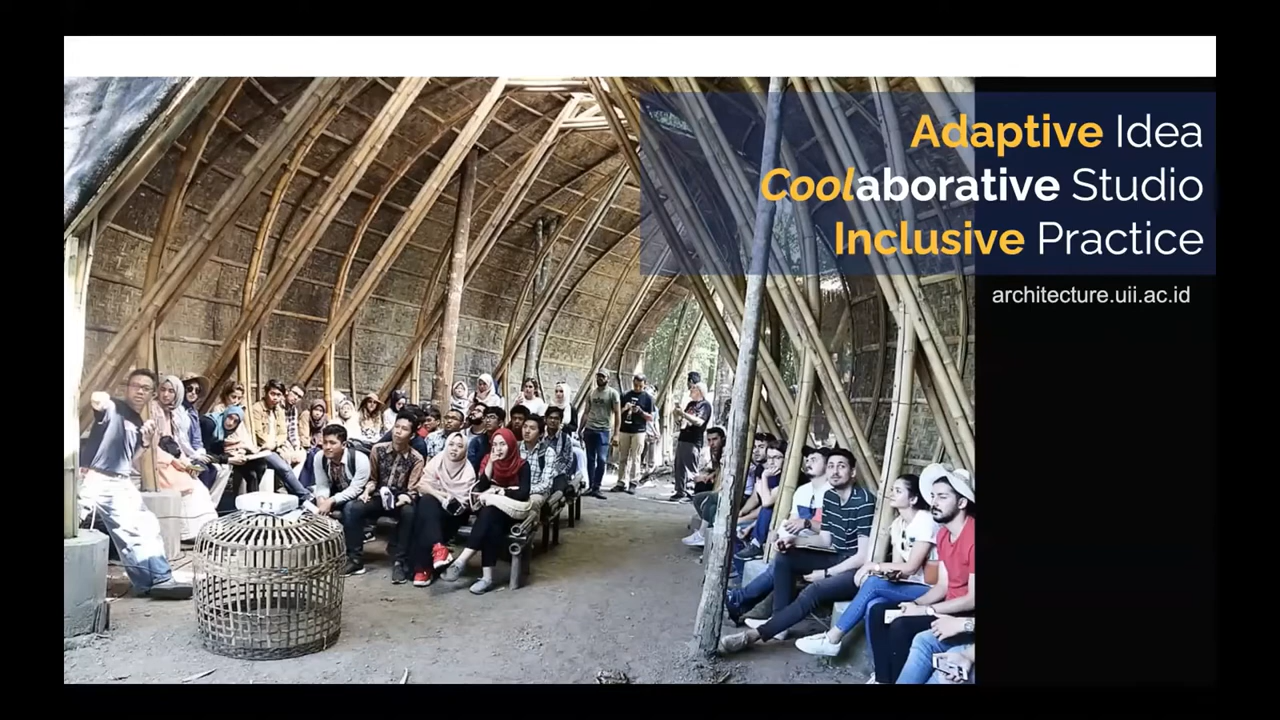 Adaptive Idea
Coolaborative Studio
Inclusive Practice
architecture.uii.ac.id